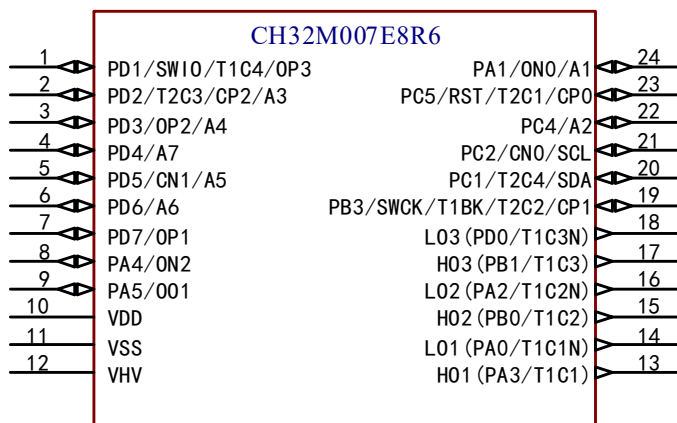 CH32M007E8R6
1 PD1/SWIO/T1C4/OP3 PA1/ON0/A1 24
2 PD2/T2C3/CP2/A3 PC5/RST/T2C1/CP0 23
3 PD3/OP2/A4 PC4/A2 22
4 PD4/A7 PC2/CN0/SCL 21
5 PD5/CN1/A5 PC1/T2C4/SDA 20
6 PD6/A6 PB3/SWCK/T1BK/T2C2/CP1 19
7 PD7/OP1 LO3(PD0/T1C3N) 18
8 PA4/ON2 HO3(PB1/T1C3) 17
9 PA5/OO1 LO2(PA2/T1C2N) 16
10 VDD HO2(PB0/T1C2) 15
11 VSS LO1(PA0/T1C1N) 14
12 VHV HO1(PA3/T1C1) 13